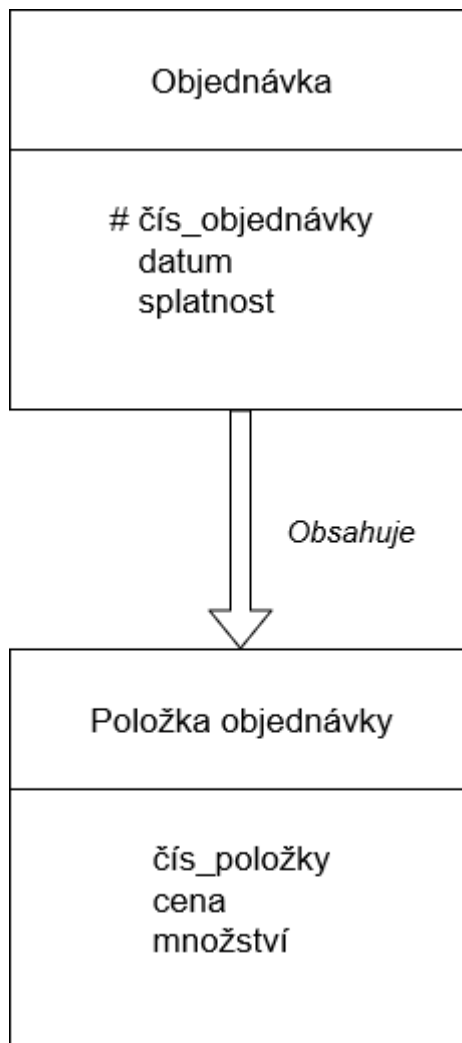 Objednávka
# čís_objednávky
datum
splatnost
Obsahuje
Položka objednávky
čís_položky
cena
množství